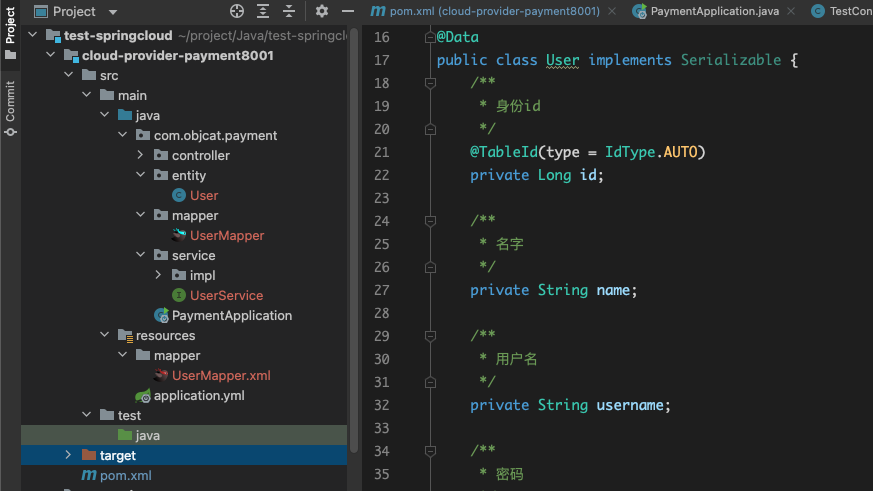 Project
Commit
Project
test-springcloud ~/project/Java/test-springcl
cloud-provider-payment8001
src
main
java
com.objcat.payment
controller
entity
User
mapper
UserMapper
service
impl
UserService
PaymentApplication
resources
mapper
UserMapper.xml
application.yml
test
java
target
pom.xml
pom.xml (cloud-provider-payment8001)
PaymentApplication.java
TestCon
16 @Data
17 public class User implements Serializable {
18 /**
19 * 身份id
20 */
21 @TableId(type = IdType.AUTO)
22 private Long id;
23
24 /**
25 * 名字
26 */
27 private String name;
28
29 /**
30 * 用户名
31 */
32 private String username;
33
34 /**
35 * 密码